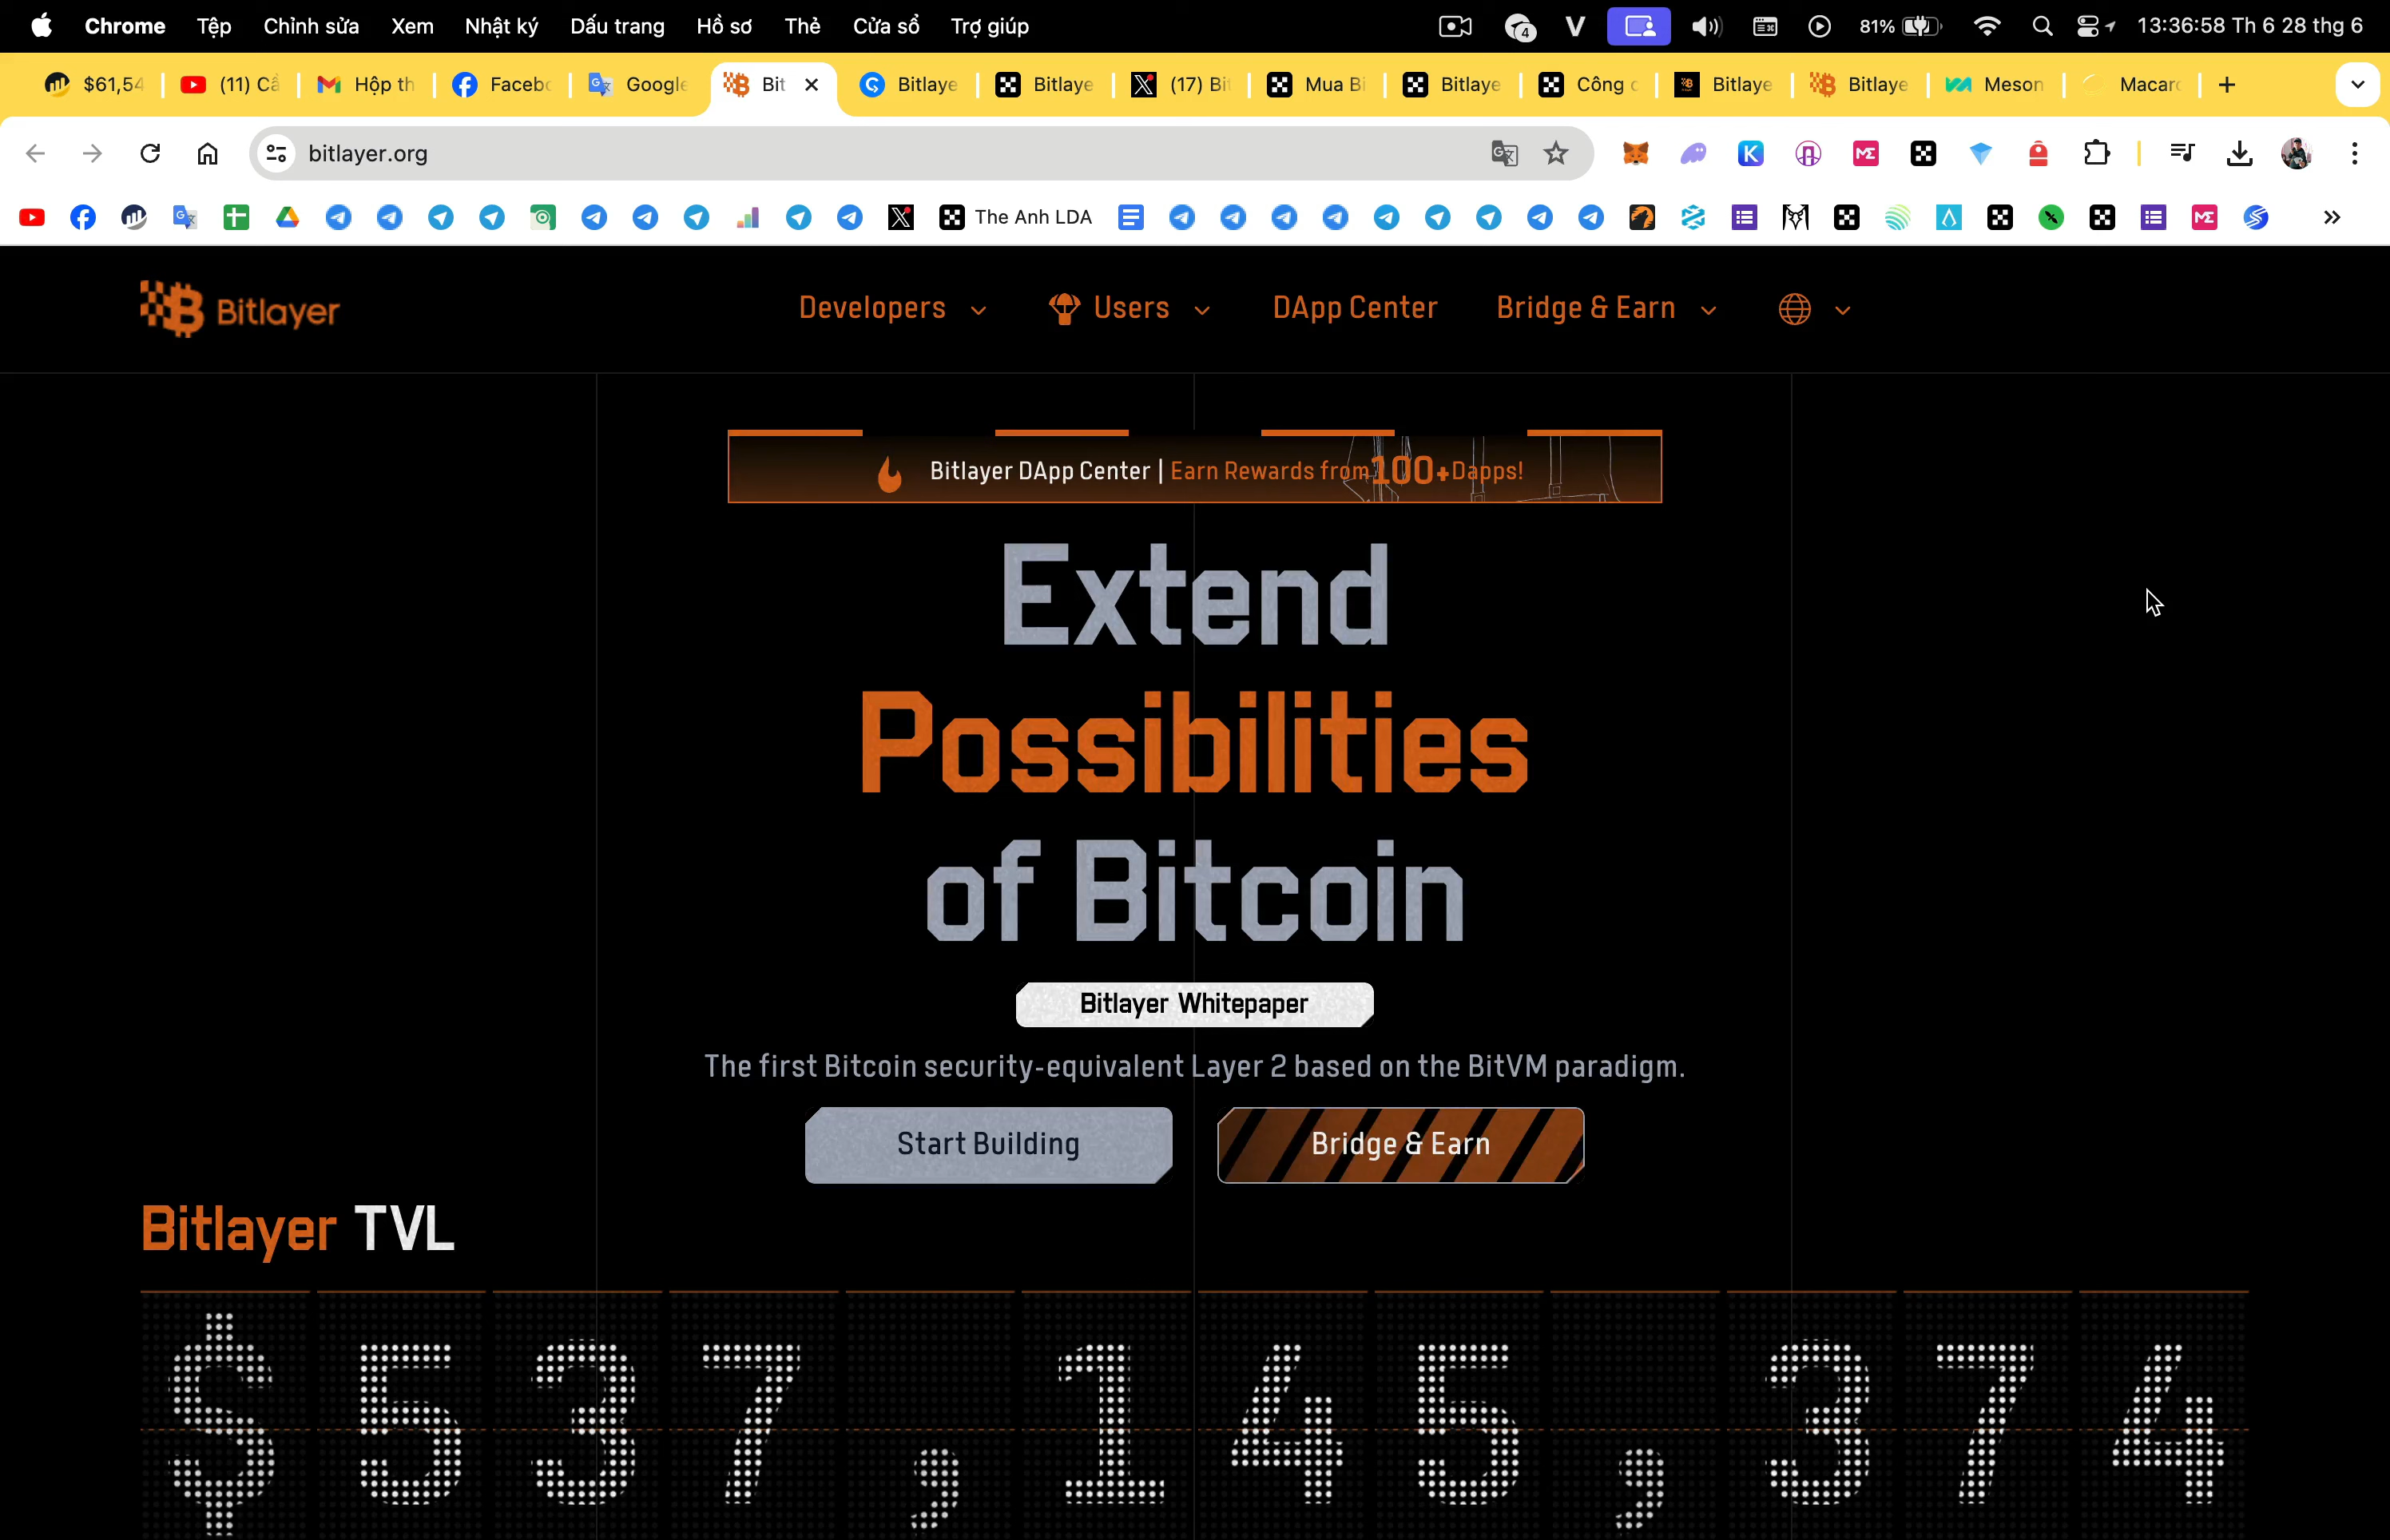 Chrome Tệp Chỉnh sửa Xem Nhật ký Dấu trang Hồ sơ Thẻ Cửa sổ Trợ giúp 4 V 81% 13:36:58 Th 6 28 thg 6
$61,54 (11) Hộp th Facebo Google Bit Bitlaye Bitlaye (17) Bi Mua Bi Bitlaye Công Bitlaye Bitlaye Meson Macar
bitlayer.org
The Anh LDA
Bitlayer Developers Users DApp Center Bridge & Earn
Bitlayer DApp Center | Earn Rewards from 100+ Dapps!
Extend
Possibilities
of Bitcoin
Bitlayer Whitepaper
The first Bitcoin security-equivalent Layer 2 based on the BitVM paradigm.
Start Building Bridge & Earn
Bitlayer TVL
$537,145,374